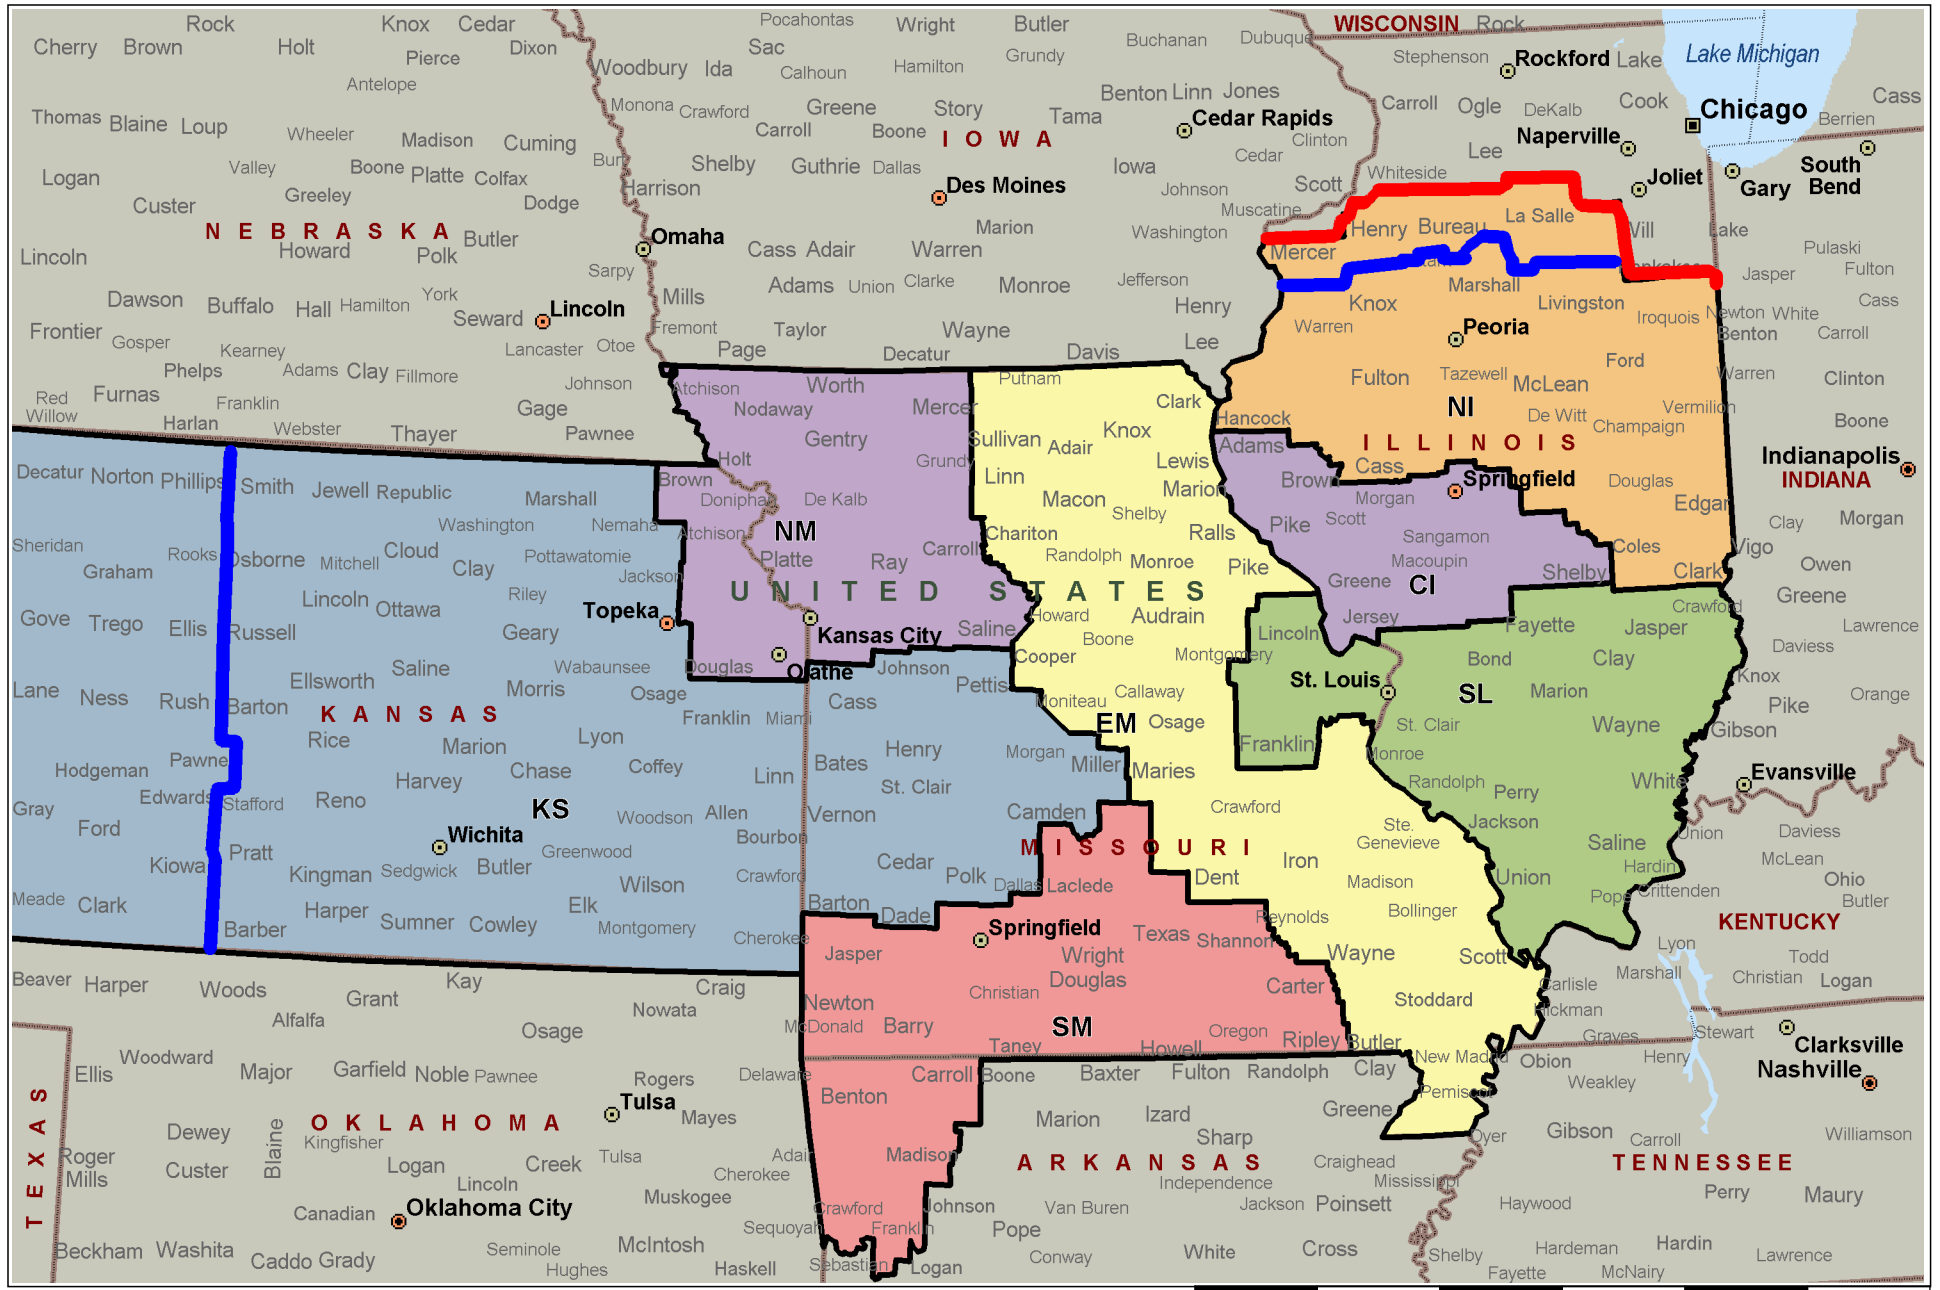 Rock
Knox
Cedar
Pocahontas
Wright
Butler
WISCONSIN
Rock
Cherry
Brown
Holt
Pierce
Dixon
Sac
Grundy
Buchanan
Dubuque
Stephenson
Rockford
Lake
Lake Michigan
Antelope
Woodbury
Ida
Calhoun
Hamilton
Benton
Linn
Jones
Carroll
Ogle
DeKalb
Cook
Chicago
Cass
Thomas
Blaine
Loup
Wheeler
Madison
Cuming
Monona
Crawford
Greene
Story
Tama
Cedar Rapids
Clinton
Naperville
Berrien
Carroll
Boone
IOWA
Valley
Boone
Platte
Colfax
Shelby
Guthrie
Dallas
Iowa
Cedar
Lee
South
Bend
Logan
Greeley
Harrison
Des Moines
Johnson
Scott
Whiteside
Joliet
Gary
Custer
Dodge
Muscatine
La Salle
NEBRASKA
Butler
Omaha
Marion
Washington
Henry
Bureau
Will
Lake
Lincoln
Howard
Polk
Cass
Adair
Warren
Mercer
Pulaski
Sarpy
Jasper
Fulton
Dawson
Buffalo
Hall
Hamilton
York
Mills
Adams
Union
Clarke
Monroe
Jefferson
Marshall
Cass
Seward
Lincoln
Henry
Knox
Livingston
Iroquois
Newton
White
Frontier
Gosper
Kearney
Lancaster
Otoe
Fremont
Taylor
Wayne
Warren
Peoria
Benton
Carroll
Phelps
Adams
Clay
Fillmore
Johnson
Page
Decatur
Davis
Lee
Ford
Warren
Clinton
Red
Willow
Furnas
Franklin
Gage
Atchison
Worth
Putnam
Fulton
Tazewell
McLean
Harlan
Webster
Thayer
Pawnee
Nodaway
Mercer
Clark
Hancock
NI
De Witt
Vermilion
Champaign
Boone
Gentry
Sullivan
Adair
Knox
Adams
ILLINOIS
Indianapolis
INDIANA
Decatur
Norton
Phillips
Smith
Jewell
Republic
Marshall
Brown
Holt
Grundy
Linn
Lewis
Brown
Cass
Springfield
Douglas
Edgar
Doniphan
De Kalb
Macon
Marion
Shelby
Morgan
Scott
Washington
Nemaha
Atchison
NM
Chariton
Ralls
Pike
Sangamon
Coles
Clay
Morgan
Sheridan
Rooks
Osborne
Mitchell
Cloud
Pottawatomie
Platte
Ray
Carroll
Randolph
Monroe
Pike
Macoupin
Vigo
Owen
Graham
Clay
Jackson
Greene
CI
Shelby
Clark
UNITED STATES
Lincoln
Ottawa
Riley
Topeka
Howard
Audrain
Jersey
Crawford
Greene
Gove
Trego
Ellis
Russell
Geary
Kansas City
Saline
Boone
Lincoln
Fayette
Jasper
Lawrence
Saline
Wabaunsee
Douglas
Olathe
Johnson
Cooper
Montgomery
Bond
Clay
Daviess
Lane
Ness
Rush
Barton
Ellsworth
Morris
Osage
Cass
Pettis
Moniteau
Callaway
St. Louis
SL
Marion
Knox
Orange
KANSAS
Franklin
Miami
EM
Osage
St. Clair
Wayne
Pike
Gibson
Rice
Marion
Lyon
Henry
Morgan
Miller
Franklin
Monroe
Hodgeman
Pawnee
Harvey
Chase
Coffey
Linn
Bates
St. Clair
Maries
Randolph
White
Evansville
Gray
Edwards
Stafford
Reno
KS
Woodson
Allen
Vernon
Camden
Crawford
Perry
Ford
Wichita
Bourbon
MISSOURI
Ste.
Genevieve
Jackson
Saline
Union
Daviess
Kiowa
Pratt
Kingman
Sedgwick
Butler
Greenwood
Wilson
Crawford
Cedar
Polk
Dallas
Laclede
Dent
Iron
Madison
Union
Hardin
Pope
Crittenden
McLean
Ohio
Butler
Meade
Clark
Barber
Harper
Sumner
Cowley
Elk
Montgomery
Cherokee
Barton
Dade
Springfield
Texas
Shannon
Reynolds
Bollinger
KENTUCKY
Jasper
Wright
Douglas
Wayne
Scott
Lyon
Marshall
Todd
Christian
Logan
Beaver
Harper
Woods
Grant
Kay
Nowata
Craig
Newton
Christian
Carter
Stoddard
Carlisle
Hickman
Alfalfa
Osage
McDonald
Barry
SM
Oregon
Ripley
Butler
Graves
Stewart
Clarksville
Woodward
Taney
Howell
New Madrid
Obion
Henry
Nashville
Ellis
Major
Garfield
Noble
Pawnee
Rogers
Delaware
Carroll
Boone
Baxter
Fulton
Randolph
Clay
Weakley
TEXAS
Tulsa
Mayes
Benton
Marion
Izard
Greene
Pemiscot
OKLAHOMA
Dewey
Blaine
Kingfisher
Sharp
Dyer
Gibson
Carroll
Williamson
Roger
Mills
Custer
Logan
Creek
Tulsa
Adair
Cherokee
Madison
ARKANSAS
Craighead
Mississippi
TENNESSEE
Lincoln
Independence
Perry
Maury
Canadian
Oklahoma City
Muskogee
Sequoyah
Crawford
Franklin
Johnson
Van Buren
Jackson
Poinsett
Haywood
Beckham
Washita
Caddo
Grady
Seminole
Hughes
McIntosh
Haskell
Sebastian
Logan
Pope
Conway
White
Cross
Shelby
Fayette
Hardeman
McNairy
Hardin
Lawrence